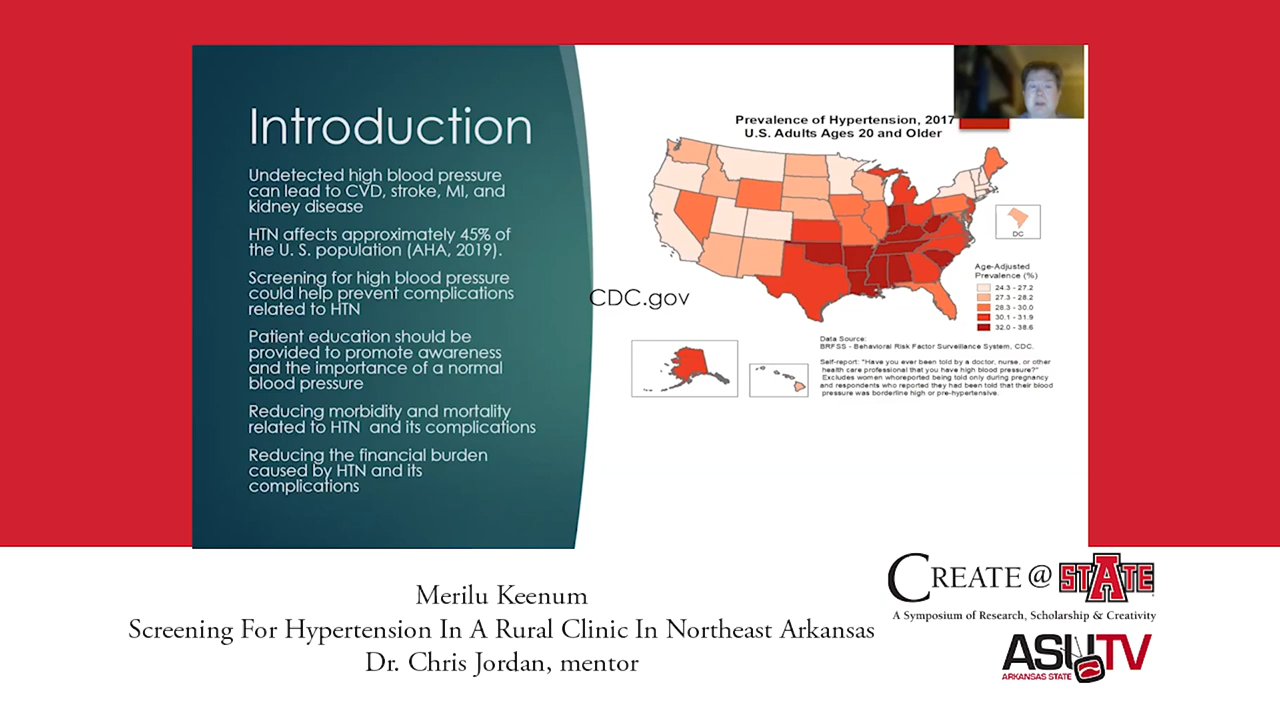 Introduction
Undetected high blood pressure
can lead to CVD, stroke, MI, and
kidney disease
HTN affects approximately 45% of
the U. S. population (AHA, 2019).
Screening for high blood pressure
could help prevent complications
related to HTN
Patient education should be
provided to promote awareness
and the importance of a normal
blood pressure
Reducing morbidity and mortality
related to HTN and its complications
Reducing the financial burden
caused by HTN and its
complications
CDC.gov
Prevalence of Hypertension, 2017
U.S. Adults Ages 20 and Older
DC
Age-Adjusted
Prevalence (%)
24.3 - 27.2
27.3 - 28.2
28.3 - 30.0
30.1 - 31.9
32.0 - 38.6
Data Source:
BRFSS - Behavioral Risk Factor Surveillance System, CDC.
Self-report: "Have you ever been told by a doctor, nurse, or other
health care professional that you have high blood pressure?"
Excludes women whoreported being told only during pregnancy
and respondents who reported they had been told that their blood
pressure was borderline high or pre-hypertensive.
Merilu Keenum
Screening For Hypertension In A Rural Clinic In Northeast Arkansas
Dr. Chris Jordan, mentor
CREATE @ STATE
A Symposium of Research, Scholarship & Creativity
ASUTV
ARKANSAS STATE